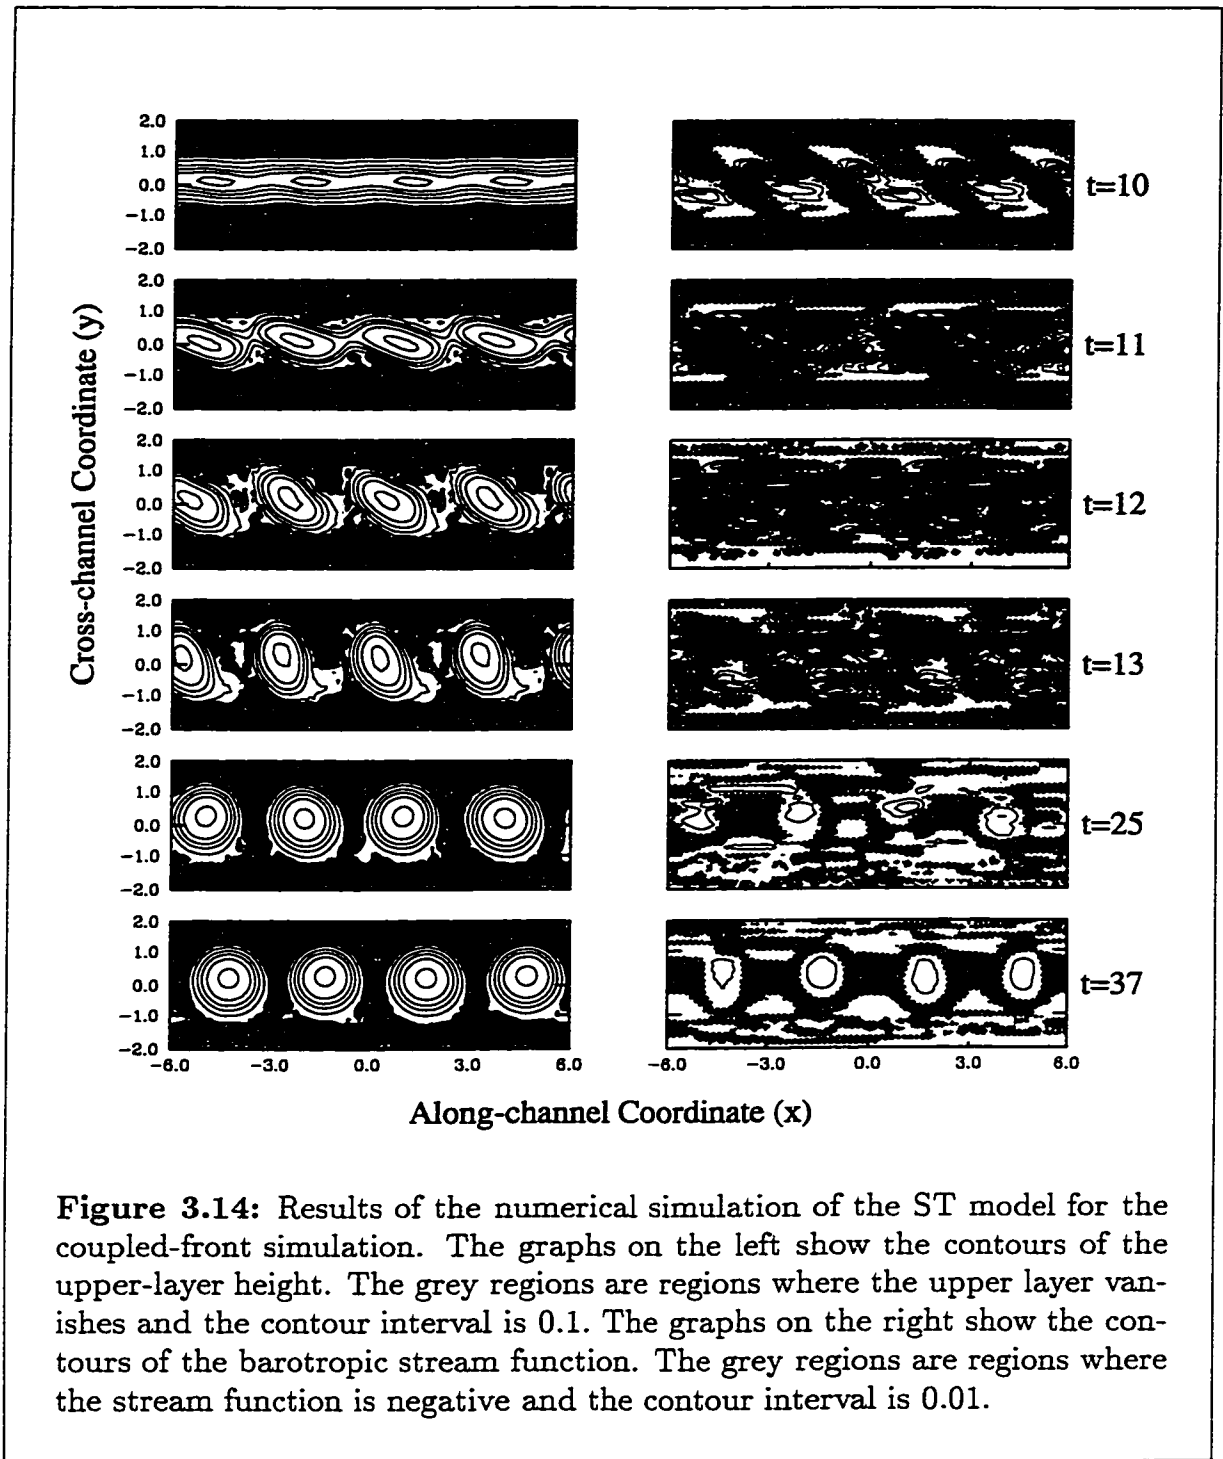 2.0
1.0
0.0
−1.0
−2.0
t=10
2.0
1.0
0.0
−1.0
−2.0
t=11
2.0
1.0
0.0
−1.0
−2.0
t=12
2.0
1.0
0.0
−1.0
−2.0
t=13
2.0
1.0
0.0
−1.0
−2.0
t=25
2.0
1.0
0.0
−1.0
−2.0
t=37
Cross-channel Coordinate (y)
−6.0 −3.0 0.0 3.0 6.0 −6.0 −3.0 0.0 3.0 6.0
Along-channel Coordinate (x)
Figure 3.14: Results of the numerical simulation of the ST model for the
coupled-front simulation. The graphs on the left show the contours of the
upper-layer height. The grey regions are regions where the upper layer van-
ishes and the contour interval is 0.1. The graphs on the right show the con-
tours of the barotropic stream function. The grey regions are regions where
the stream function is negative and the contour interval is 0.01.